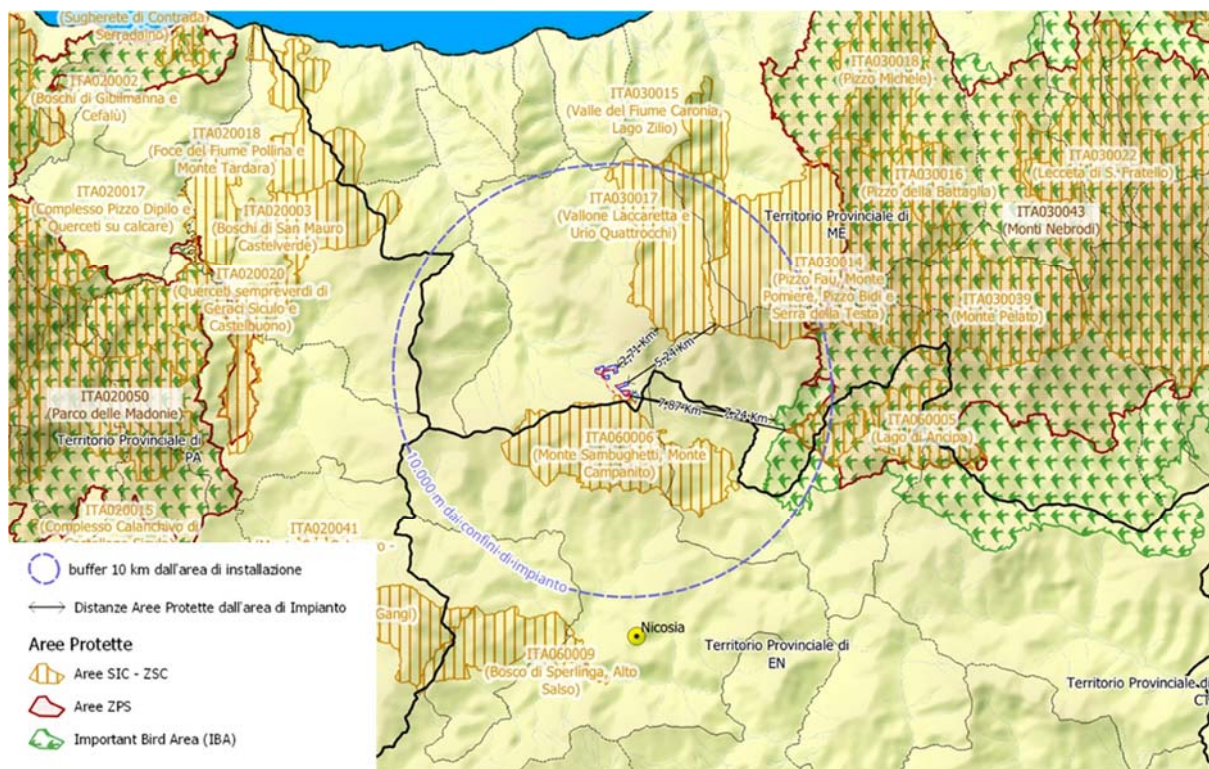 (Sugherete di Contrada
Serradaino)
ITA020002
(Boschi di Gibilmanna e
Cefalù)
ITA020018
(Foce del Fiume Pollina e
Monte Tardara)
ITA020017
(Complesso Pizzo Dipilo e
Querceti su calcare)
ITA020003
(Boschi di San Mauro
Castelverde)
ITA020020
(Querceti sempreverdi di
Geraci Siculo e
Castelbuono)
ITA020050
(Parco delle Madonie)
Territorio Provinciale di
PA
ITA020015
(Complesso Calanchivo di
ITA020041
Gangi)
ITA030015
(Valle del Fiume Caronia,
Lago Zilio)
ITA030017
(Vallone Laccaretta e
Urio Quattrocchi)
Territorio Provinciale di
ME
ITA030018
(Pizzo Michele)
ITA030016
(Pizzo della Battaglia)
ITA030022
(Lecceta di S. Fratello)
ITA030043
(Monti Nebrodi)
ITA030014
(Pizzo Fau, Monte
Pomiere, Pizzo Bidi e
Serra della Testa)
ITA030039
(Monte Pelato)
2,71 Km
5,24 Km
7,87 Km
7,24 Km
ITA060005
(Lago di Ancipa)
ITA060006
(Monte Sambughetti, Monte
Campanito)
10.000 m dai confini di impianto
Nicosia
ITA060009
(Bosco di Sperlinga, Alto
Salso)
Territorio Provinciale di
EN
Territorio Provinciale di
CT
buffer 10 km dall'area di installazione
Distanze Aree Protette dall'area di Impianto
Aree Protette
Aree SIC - ZSC
Aree ZPS
Important Bird Area (IBA)